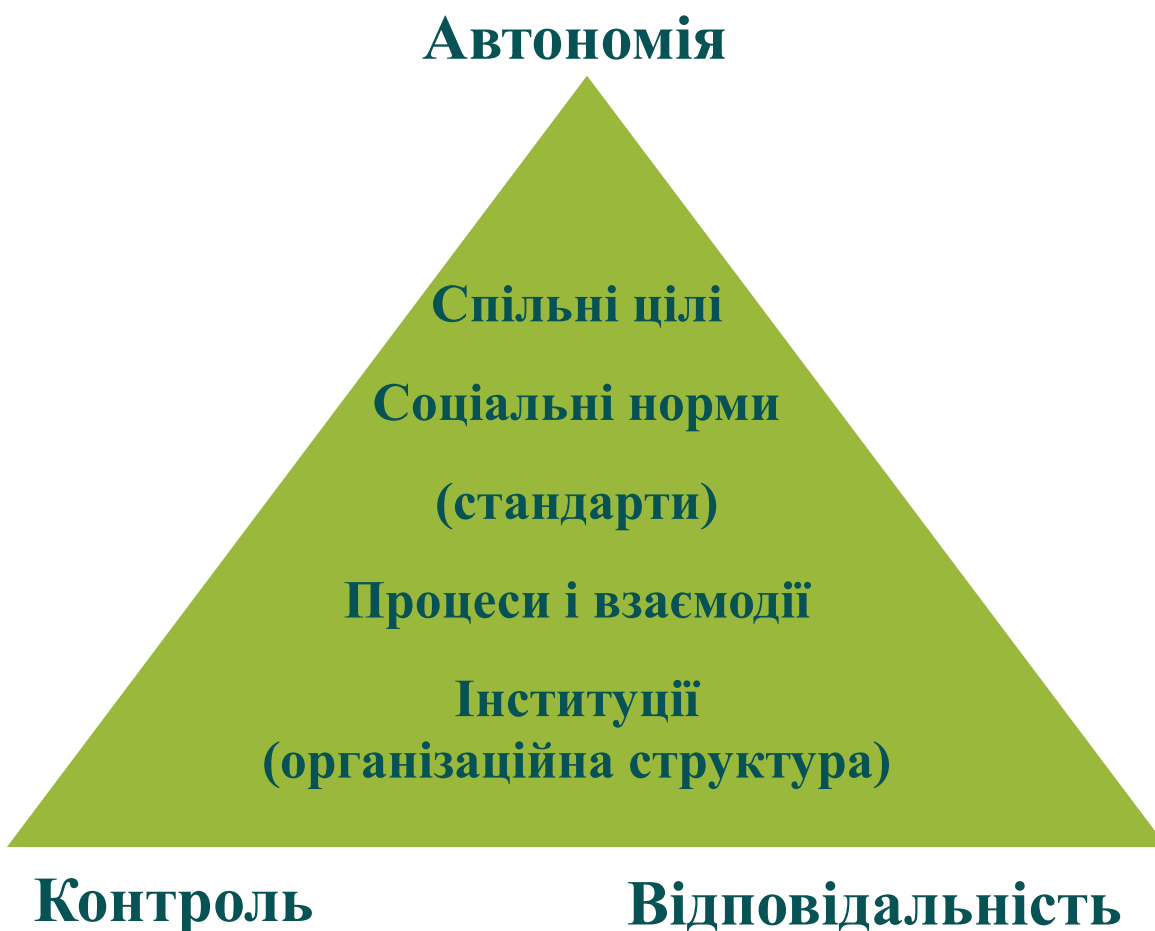 Автономія
Спільні цілі
Соціальні норми
(стандарти)
Процеси і взаємодії
Інституції
(організаційна структура)
Контроль
Відповідальність